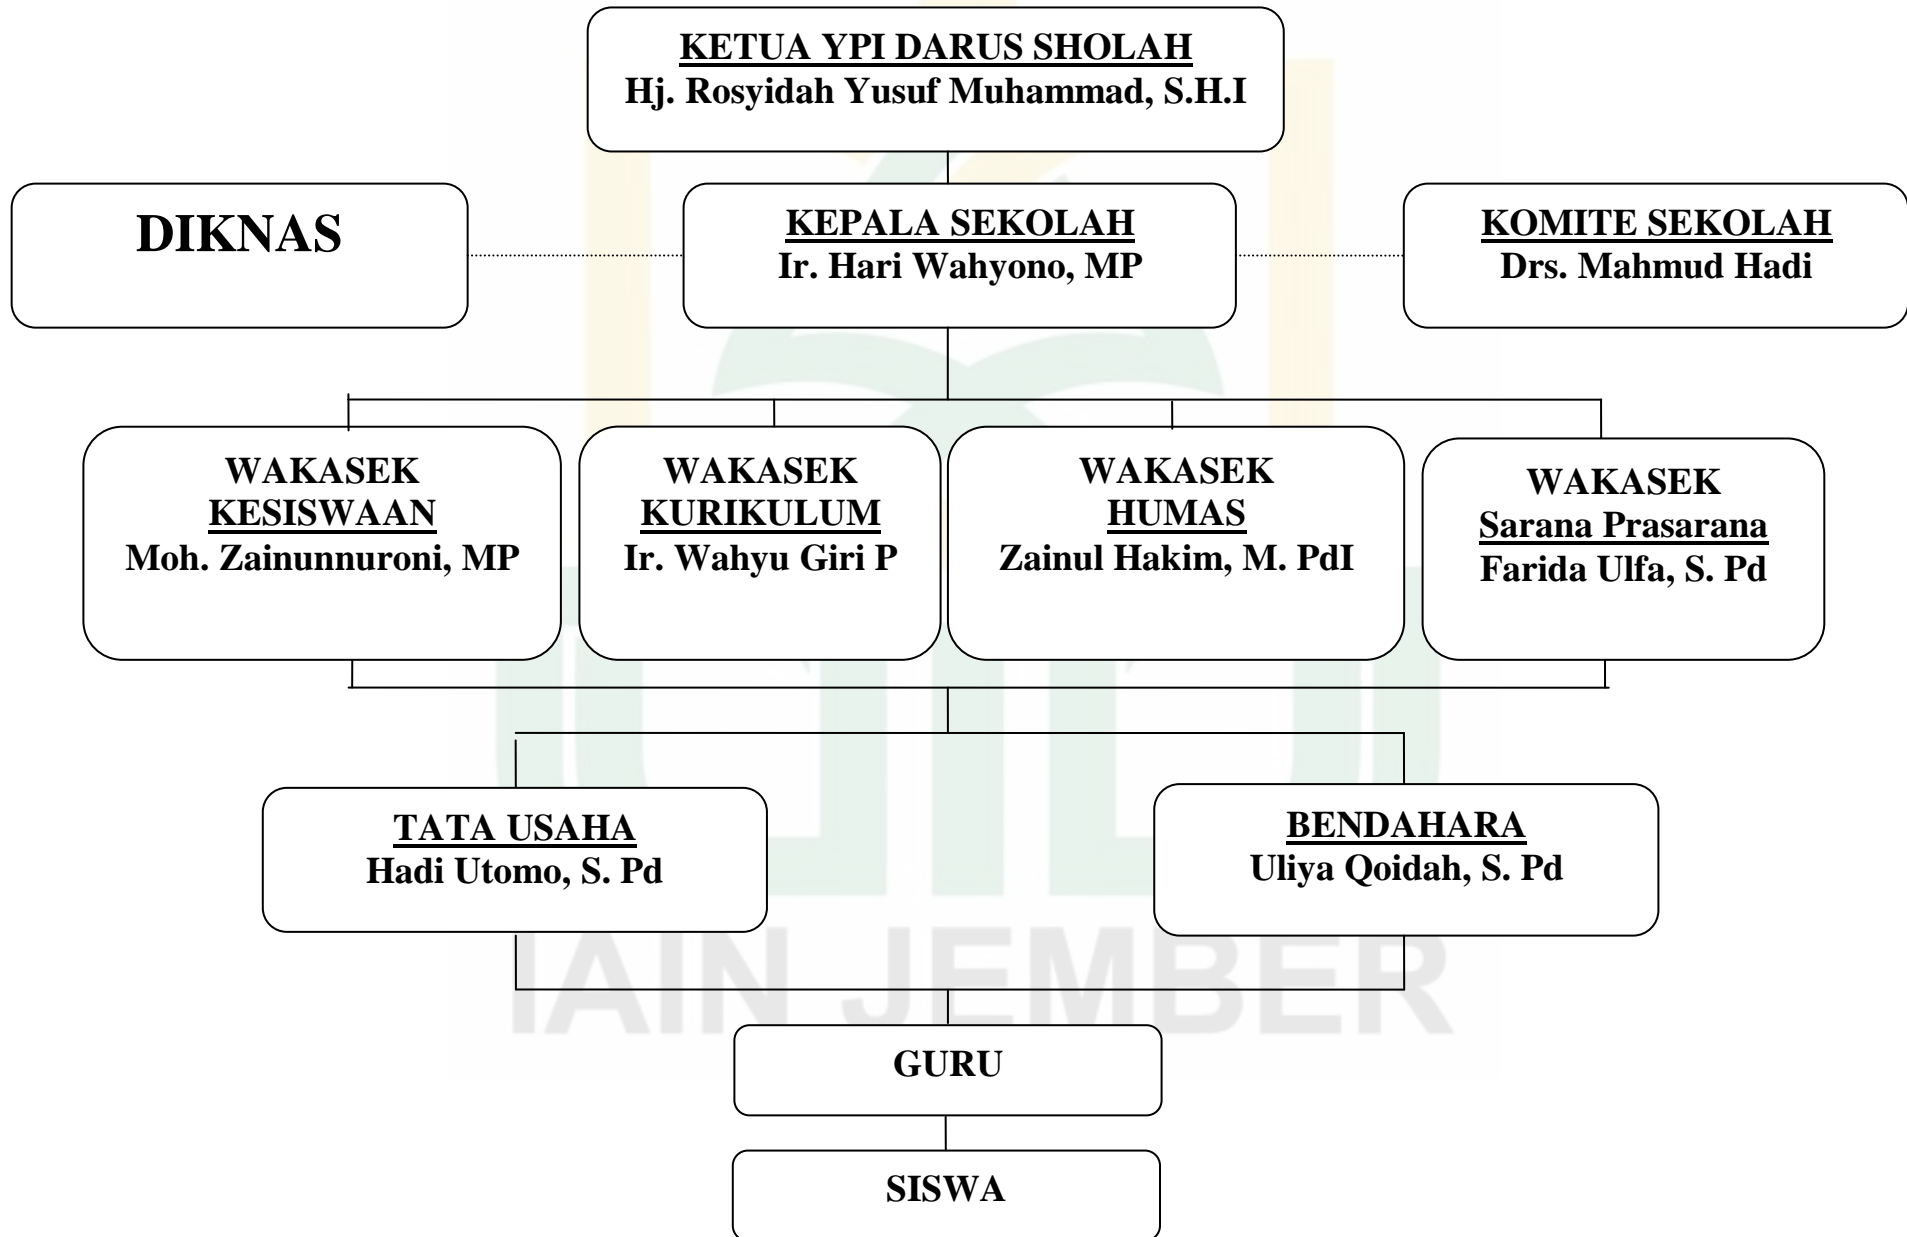 KETUA YPI DARUS SHOLAH
Hj. Rosyidah Yusuf Muhammad, S.H.I
DIKNAS
KEPALA SEKOLAH
Ir. Hari Wahyono, MP
KOMITE SEKOLAH
Drs. Mahmud Hadi
WAKASEK
KESISWAAN
Moh. Zainunnuroni, MP
WAKASEK
KURIKULUM
Ir. Wahyu Giri P
WAKASEK
HUMAS
Zainul Hakim, M. PdI
WAKASEK
Sarana Prasarana
Farida Ulfa, S. Pd
TATA USAHA
Hadi Utomo, S. Pd
BENDAHARA
Uliya Qoidah, S. Pd
IAIN JEMBER
GURU
SISWA